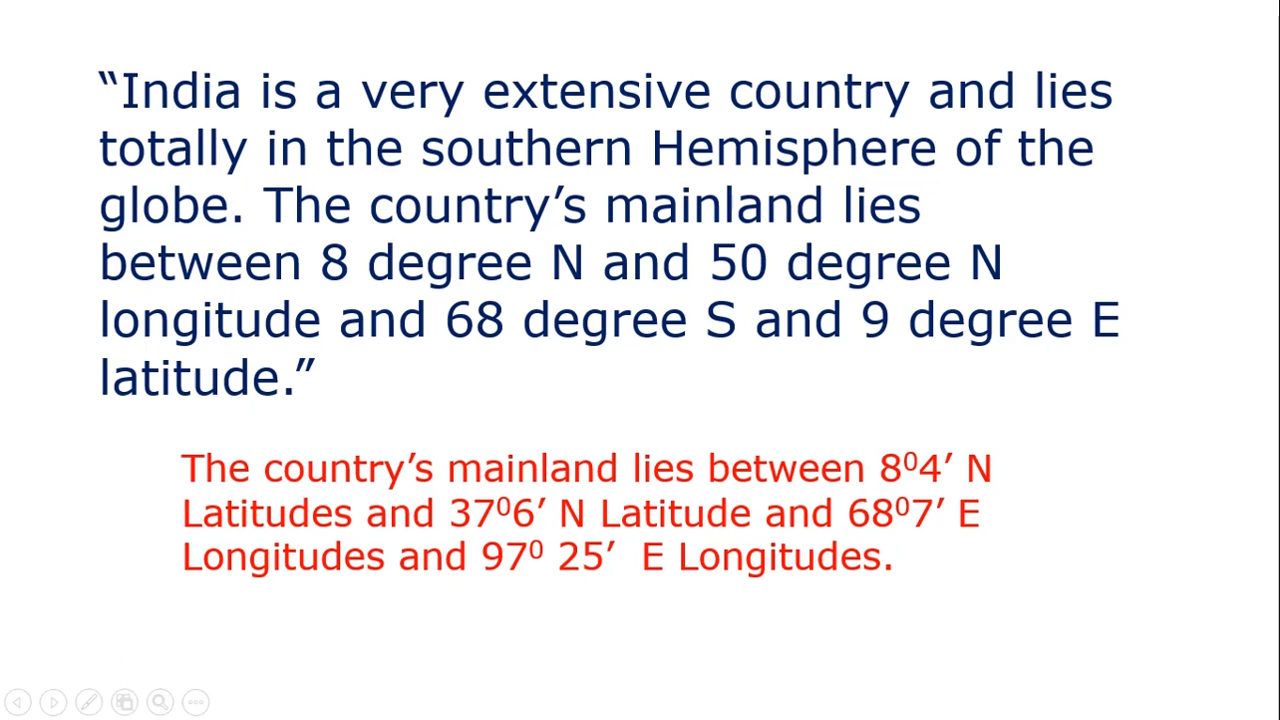 “India is a very extensive country and lies
totally in the southern Hemisphere of the
globe. The country’s mainland lies
between 8 degree N and 50 degree N
longitude and 68 degree S and 9 degree E
latitude.”
The country’s mainland lies between 8⁰4’ N
Latitudes and 37⁰6’ N Latitude and 68⁰7’ E
Longitudes and 97⁰ 25’  E Longitudes.